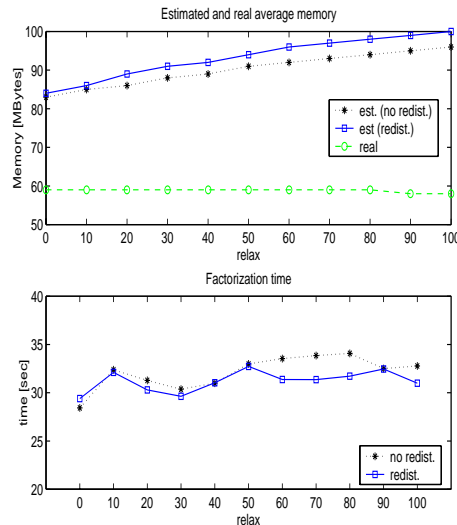 Estimated and real average memory
Memory [MBytes]
100
90
80
70
60
50
est. (no redist.)
est (redist.)
real
0 10 20 30 40 50 60 70 80 90 100
relax
Factorization time
time [sec]
40
35
30
25
20
no redist.
redist.
0 10 20 30 40 50 60 70 80 90 100
relax